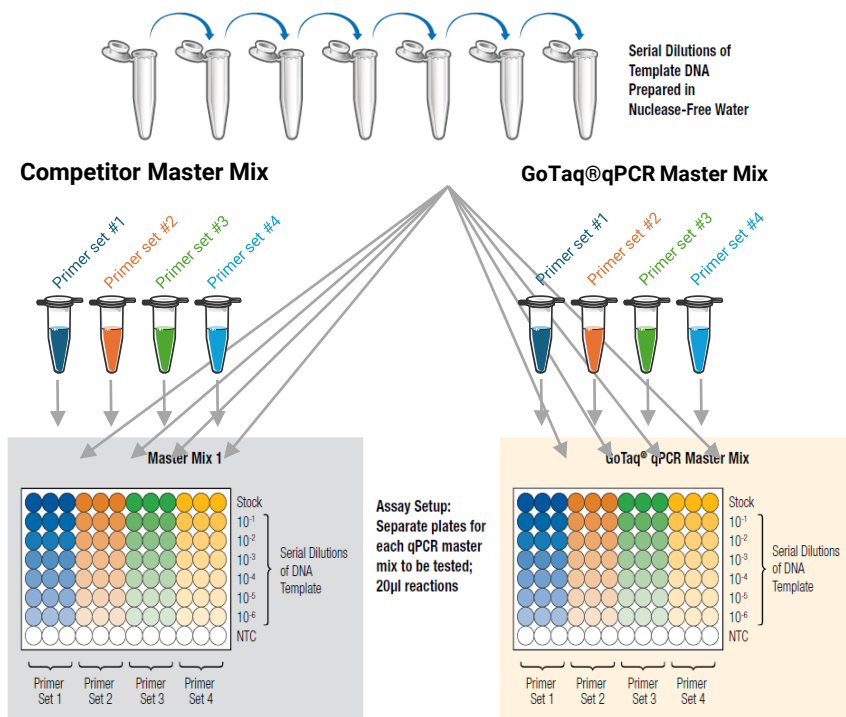 Serial Dilutions of
Template DNA
Prepared in
Nuclease-Free Water
Competitor Master Mix
GoTaq®qPCR Master Mix
Primer set #1
Primer set #2
Primer set #3
Primer set #4
Primer set #1
Primer set #2
Primer set #3
Primer set #4
Master Mix 1
Stock
10⁻¹
10⁻²
10⁻³
10⁻⁴
10⁻⁵
10⁻⁶
NTC
Serial Dilutions
of DNA
Template
Primer
Set 1
Primer
Set 2
Primer
Set 3
Primer
Set 4
Assay Setup:
Separate plates for
each qPCR master
mix to be tested;
20µl reactions
GoTaq® qPCR Master Mix
Stock
10⁻¹
10⁻²
10⁻³
10⁻⁴
10⁻⁵
10⁻⁶
NTC
Serial Dilutions
of DNA
Template
Primer
Set 1
Primer
Set 2
Primer
Set 3
Primer
Set 4